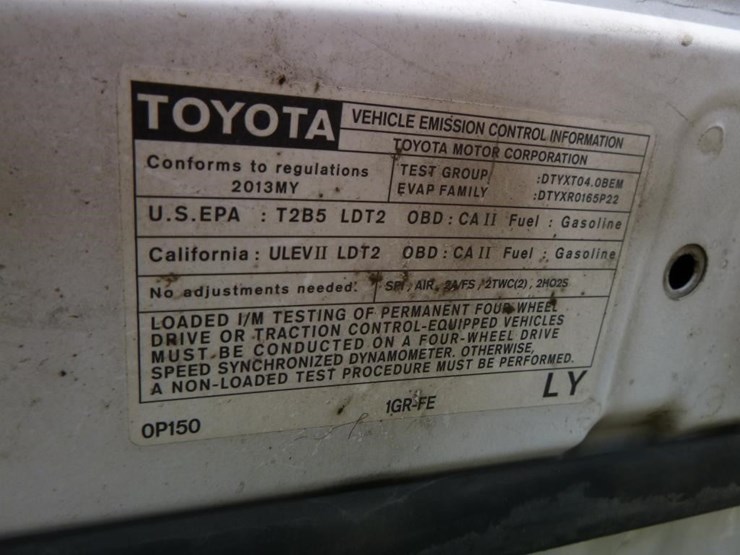 TOYOTA
VEHICLE EMISSION CONTROL INFORMATION
TOYOTA MOTOR CORPORATION
Conforms to regulations
2013MY
TEST GROUP :DTYXT04.0BEM
EVAP FAMILY :DTYXR0165P22
U.S.EPA : T2B5 LDT2 OBD : CA II Fuel : Gasoline
California : ULEVII LDT2 OBD : CA II Fuel : Gasoline
No adjustments needed. SFI, AIR, 2A/FS, 2TWC(2), 2HO2S
LOADED I/M TESTING OF PERMANENT FOUR-WHEEL
DRIVE OR TRACTION CONTROL-EQUIPPED VEHICLES
MUST BE CONDUCTED ON A FOUR-WHEEL DRIVE
SPEED SYNCHRONIZED DYNAMOMETER. OTHERWISE,
A NON-LOADED TEST PROCEDURE MUST BE PERFORMED.
LY
0P150
1GR-FE